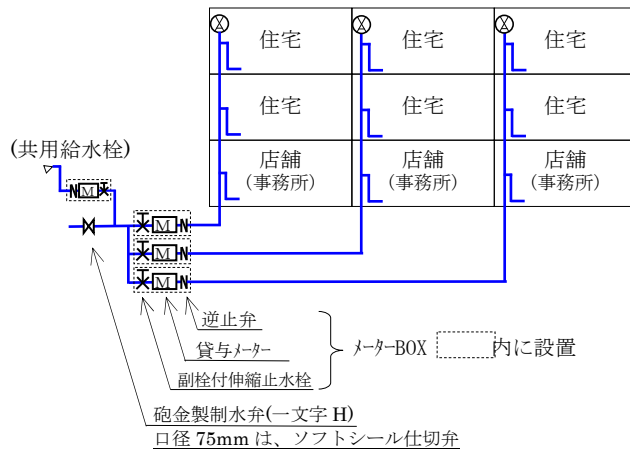 住宅 住宅 住宅
住宅 住宅 住宅
店舗 店舗 店舗
(事務所) (事務所) (事務所)
(共用給水栓)
M
M
M
M
逆止弁
貸与メーター
副栓付伸縮止水栓
メーターBOX 内に設置
砲金製制水弁(一文字 H)
口径 75mm は、ソフトシール仕切弁